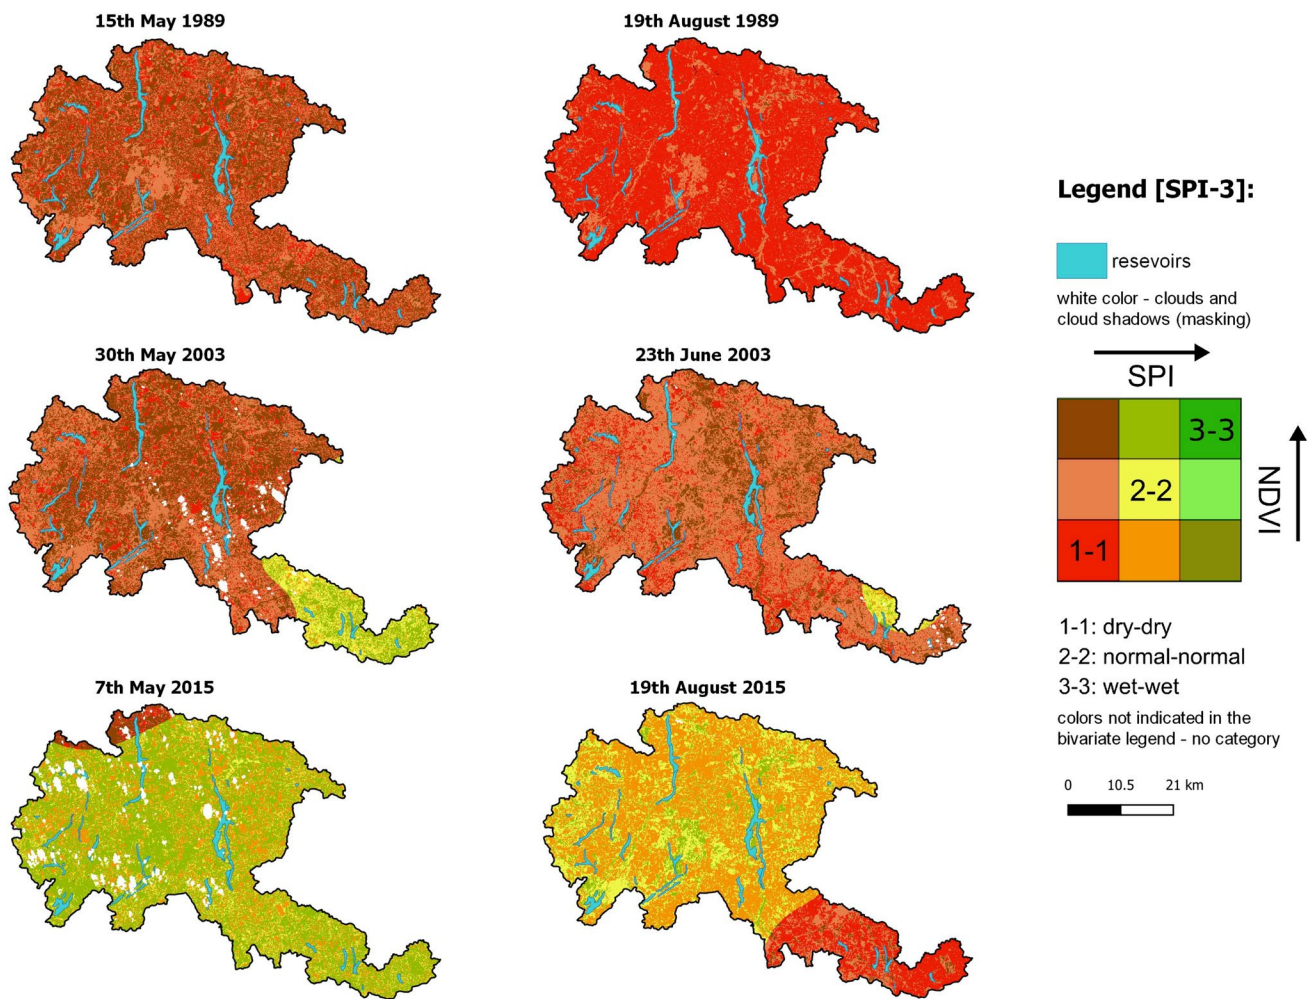 15th May 1989
19th August 1989
30th May 2003
23th June 2003
7th May 2015
19th August 2015
Legend [SPI-3]:
resevoirs
white color - clouds and
cloud shadows (masking)
SPI
3-3
2-2
1-1
NDVI
1-1: dry-dry
2-2: normal-normal
3-3: wet-wet
colors not indicated in the
bivariate legend - no category
0 10.5 21 km